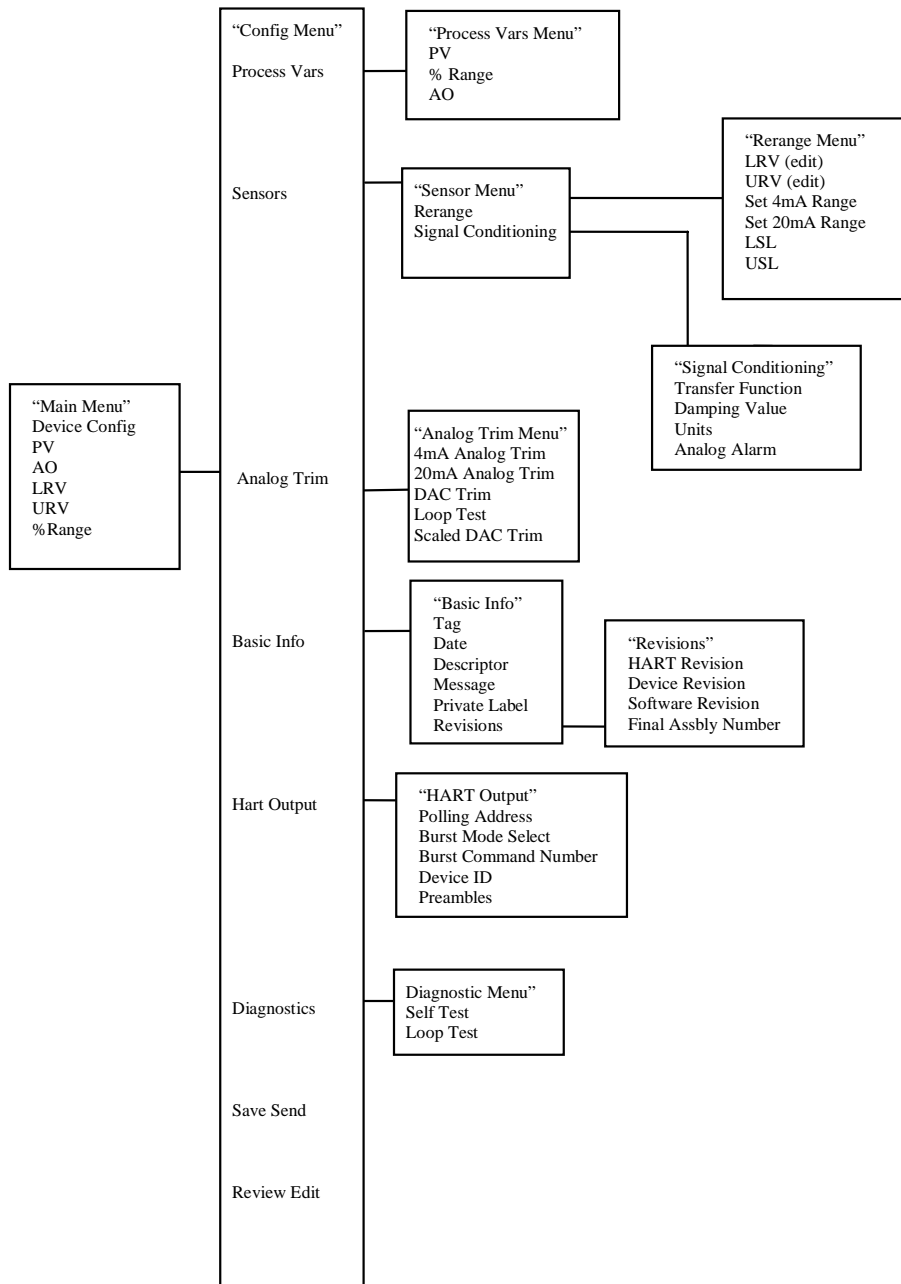 “Main Menu”
Device Config
PV
AO
LRV
URV
%Range
“Config Menu”
Process Vars
Sensors
Analog Trim
Basic Info
Hart Output
Diagnostics
Save Send
Review Edit
“Process Vars Menu”
PV
% Range
AO
“Sensor Menu”
Rerange
Signal Conditioning
“Rerange Menu”
LRV (edit)
URV (edit)
Set 4mA Range
Set 20mA Range
LSL
USL
“Signal Conditioning”
Transfer Function
Damping Value
Units
Analog Alarm
“Analog Trim Menu”
4mA Analog Trim
20mA Analog Trim
DAC Trim
Loop Test
Scaled DAC Trim
“Basic Info”
Tag
Date
Descriptor
Message
Private Label
Revisions
“Revisions”
HART Revision
Device Revision
Software Revision
Final Assbly Number
“HART Output”
Polling Address
Burst Mode Select
Burst Command Number
Device ID
Preambles
Diagnostic Menu”
Self Test
Loop Test